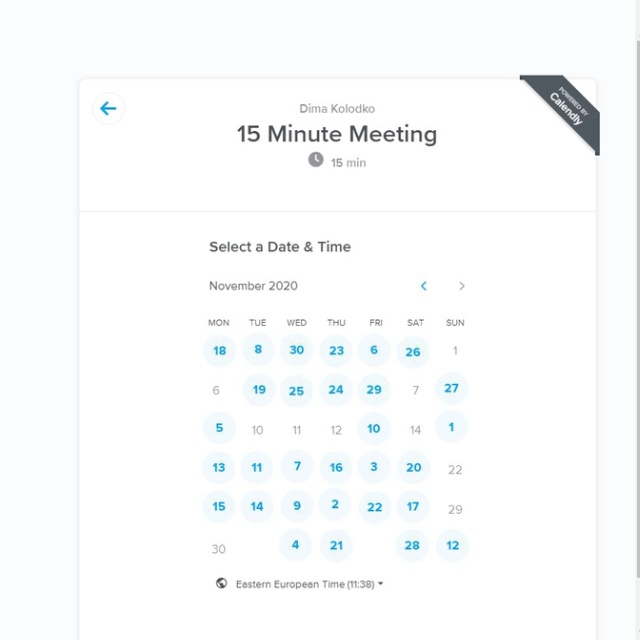 POWERED BY
Calendly
Dima Kolodko
15 Minute Meeting
15 min
Select a Date & Time
November 2020
MON TUE WED THU FRI SAT SUN
18 8 30 23 6 26 1
6 19 25 24 29 7 27
5 10 11 12 10 14 1
13 11 7 16 3 20 22
15 14 9 2 22 17 29
30 4 21 28 12
Eastern European Time (11:38)